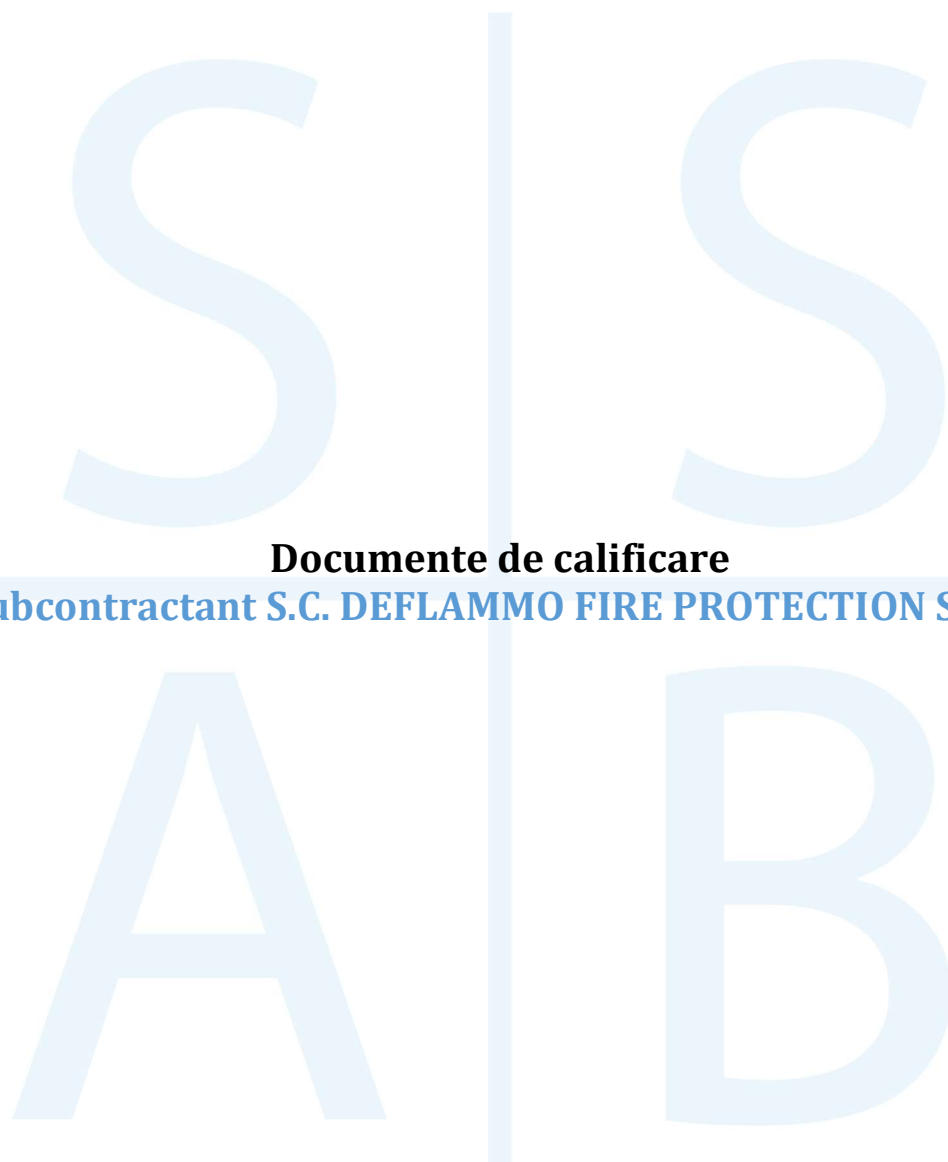 S S
Documente de calificare
ubcontractant S.C. DEFLAMMO FIRE PROTECTION S
A B